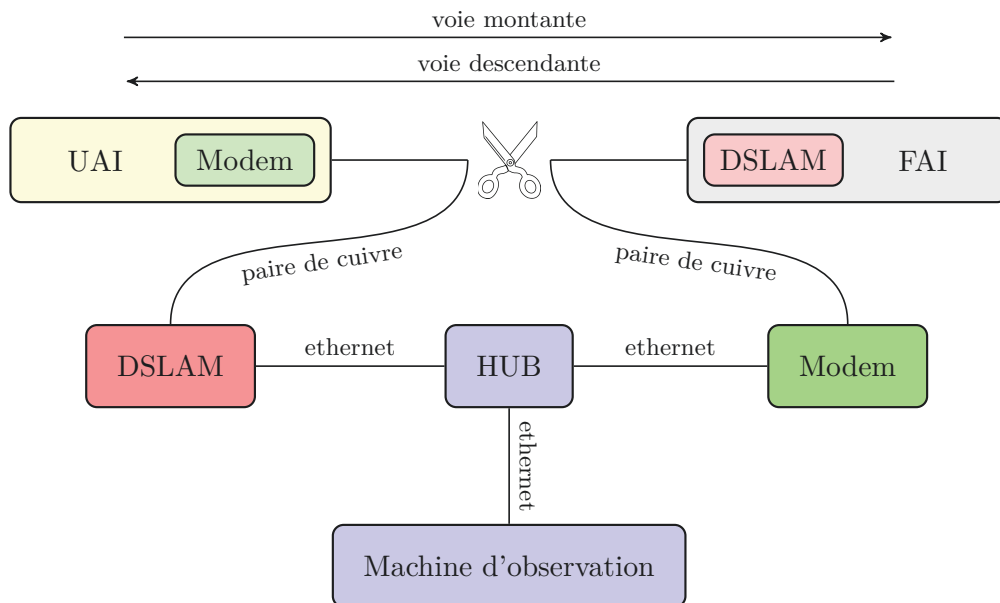 voie montante
voie descendante
UAI
Modem
DSLAM
FAI
paire de cuivre
paire de cuivre
DSLAM
ethernet
HUB
ethernet
Modem
ethernet
Machine d'observation